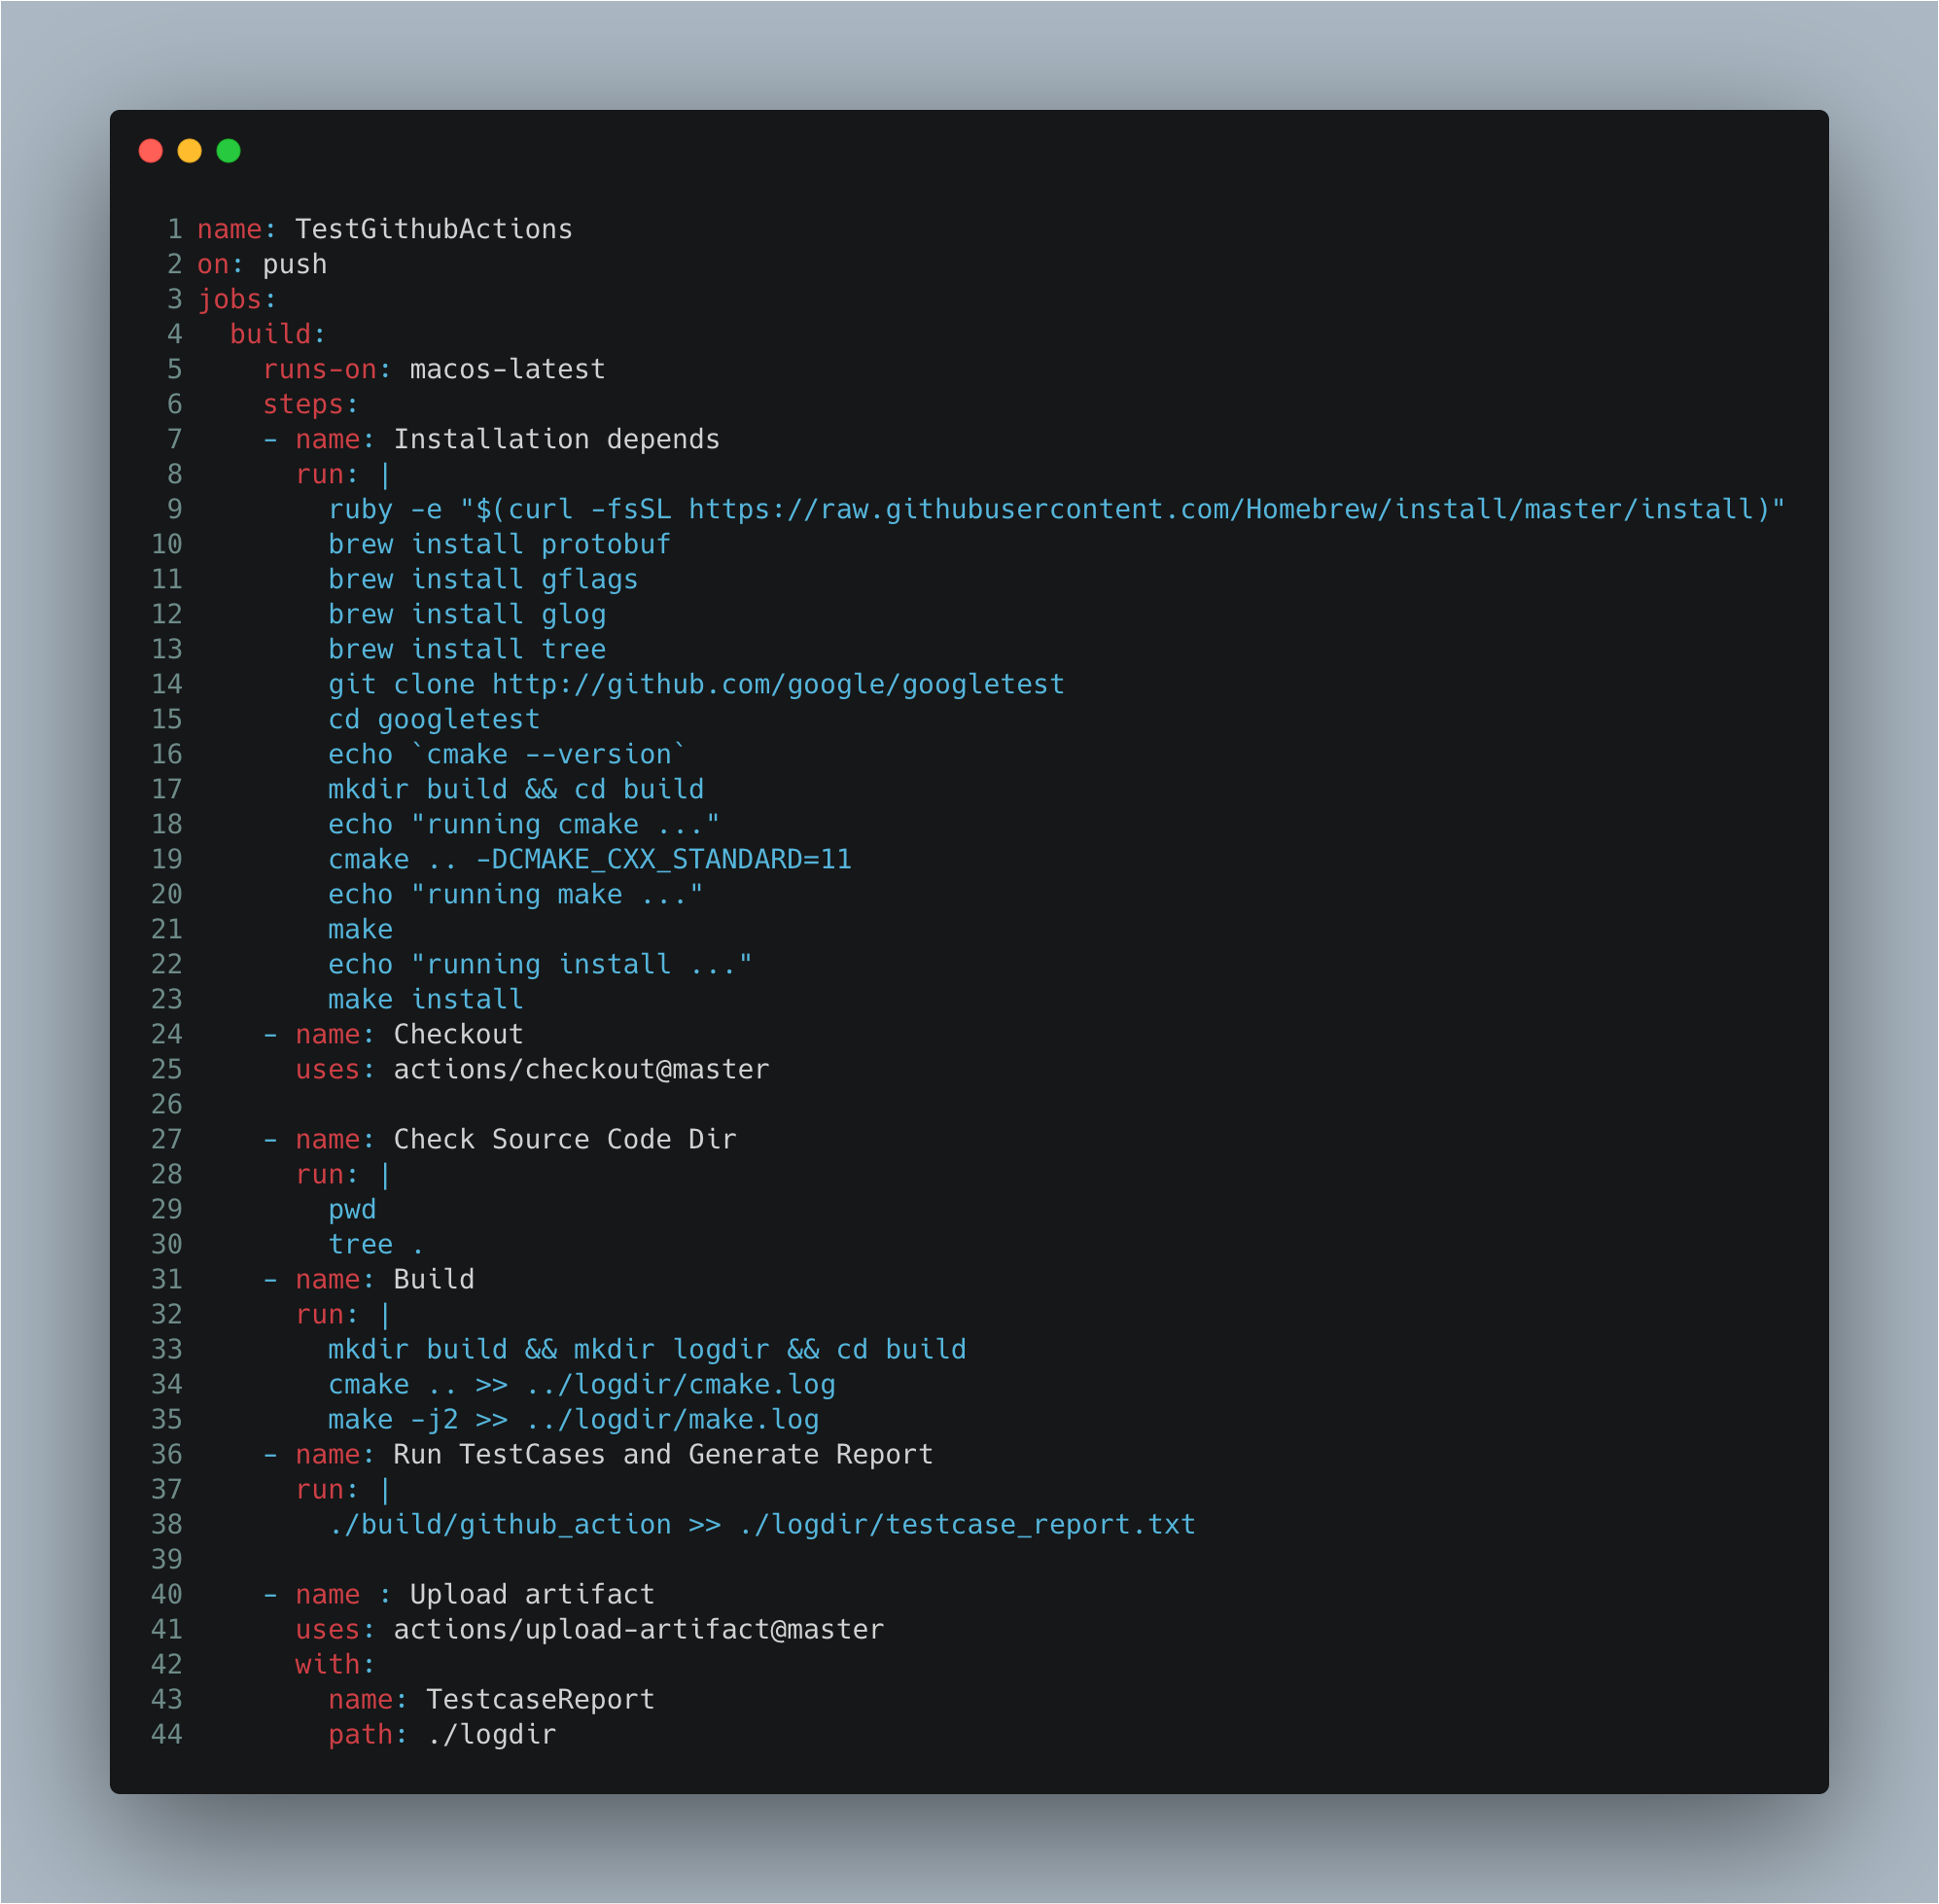 1 name: TestGithubActions
2 on: push
3 jobs:
4   build:
5     runs-on: macos-latest
6     steps:
7     - name: Installation depends
8       run: |
9         ruby -e "$(curl -fsSL https://raw.githubusercontent.com/Homebrew/install/master/install)"
10         brew install protobuf
11         brew install gflags
12         brew install glog
13         brew install tree
14         git clone http://github.com/google/googletest
15         cd googletest
16         echo `cmake --version`
17         mkdir build && cd build
18         echo "running cmake ..."
19         cmake .. -DCMAKE_CXX_STANDARD=11
20         echo "running make ..."
21         make
22         echo "running install ..."
23         make install
24     - name: Checkout
25       uses: actions/checkout@master
26
27     - name: Check Source Code Dir
28       run: |
29         pwd
30         tree .
31     - name: Build
32       run: |
33         mkdir build && mkdir logdir && cd build
34         cmake .. >> ../logdir/cmake.log
35         make -j2 >> ../logdir/make.log
36     - name: Run TestCases and Generate Report
37       run: |
38         ./build/github_action >> ./logdir/testcase_report.txt
39
40     - name : Upload artifact
41       uses: actions/upload-artifact@master
42       with:
43         name: TestcaseReport
44         path: ./logdir